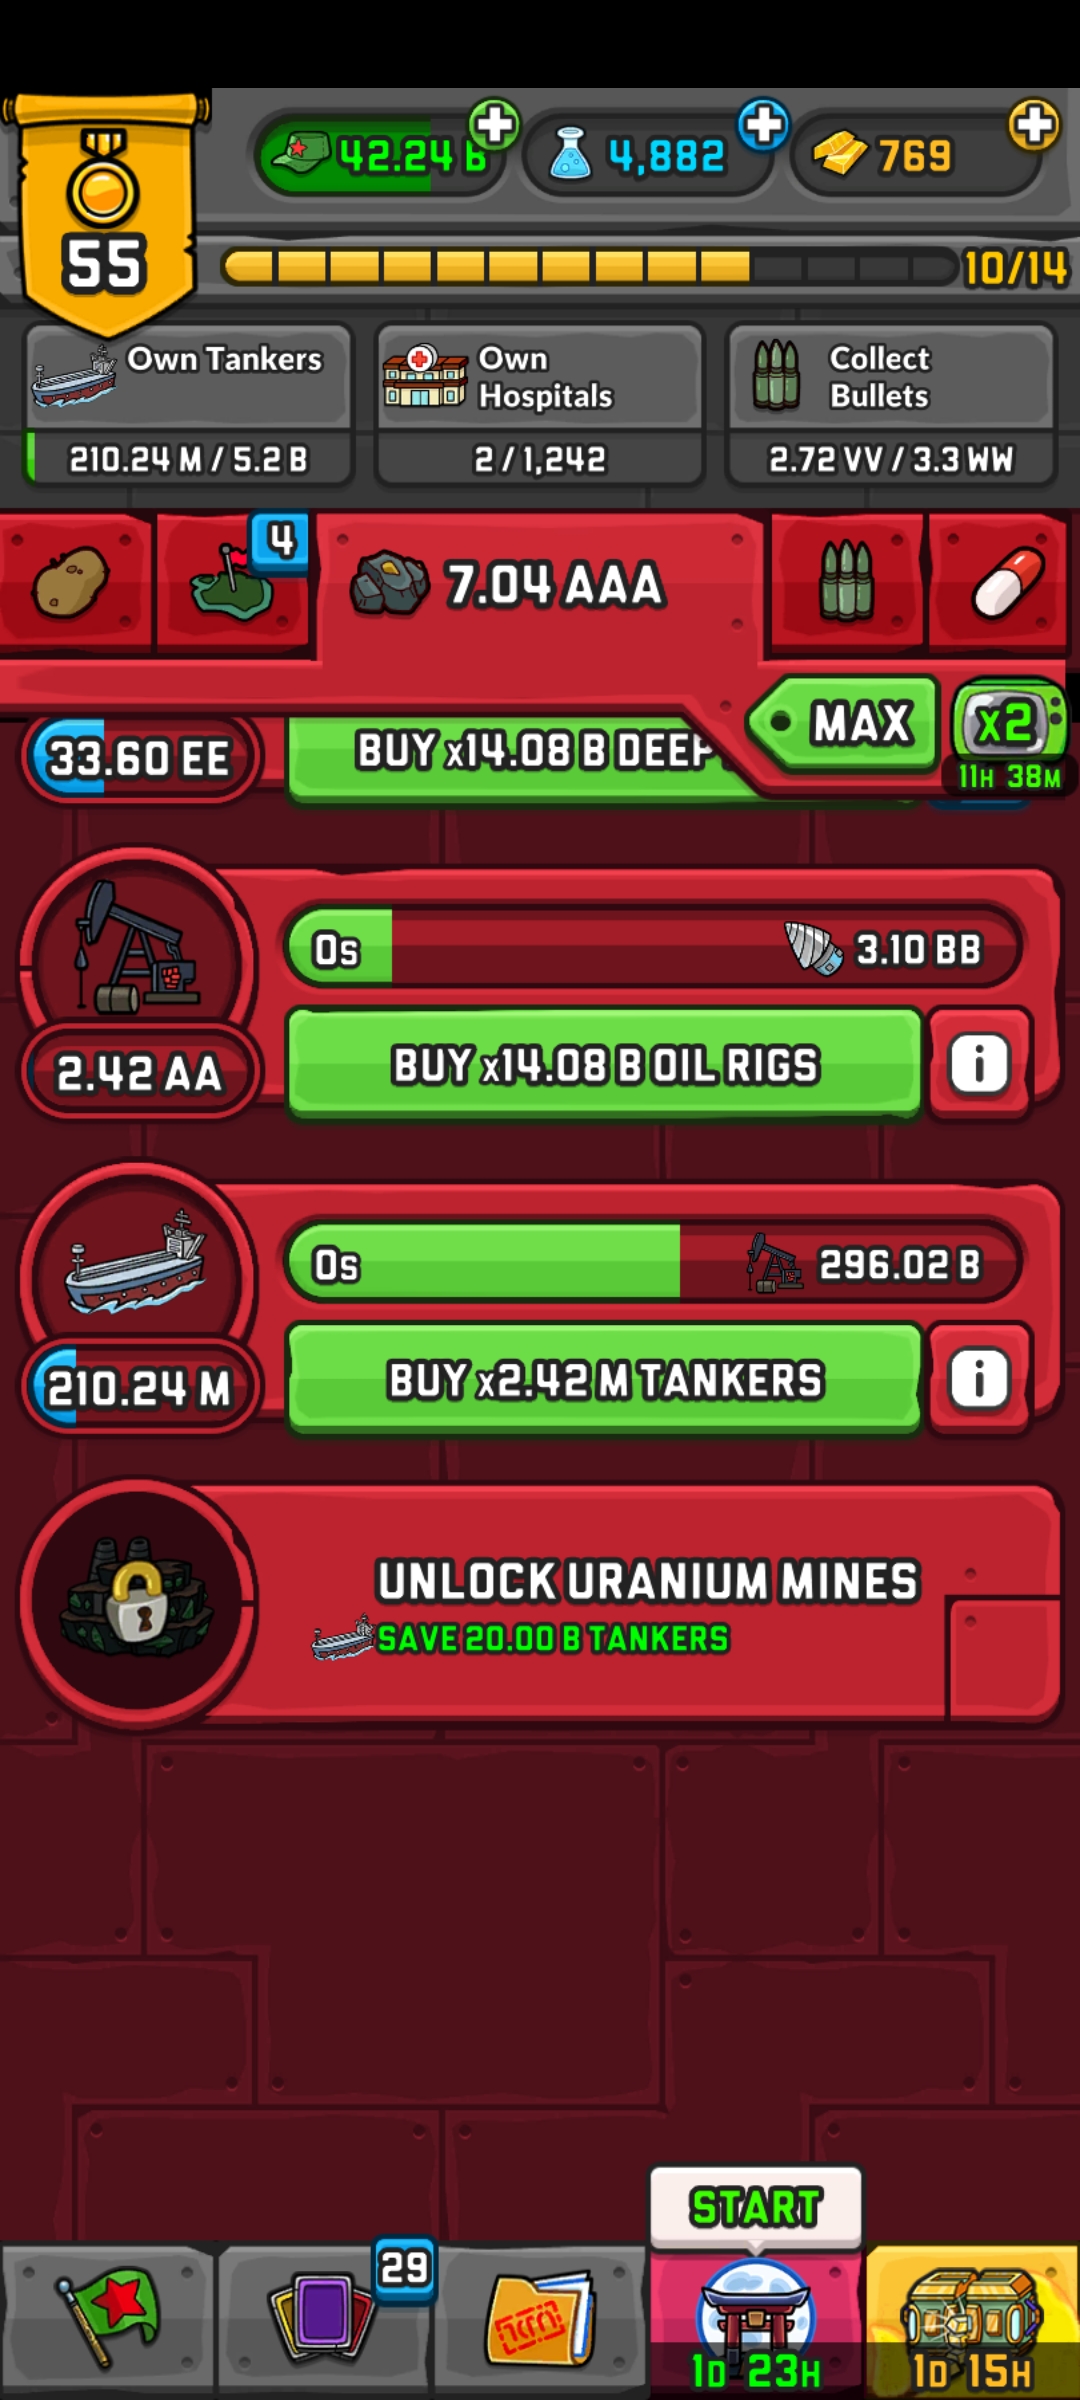 42.24 B
4,882
769
55
10/14
Own Tankers
210.24 M / 5.2 B
Own
Hospitals
2 / 1,242
Collect
Bullets
2.72 VV / 3.3 WW
4
7.04 AAA
MAX
x2
11H 38M
33.60 EE
BUY x14.08 B DEEP
0s
3.10 BB
2.42 AA
BUY x14.08 B OIL RIGS
i
0s
296.02 B
210.24 M
BUY x2.42 M TANKERS
i
UNLOCK URANIUM MINES
SAVE 20.00 B TANKERS
START
29
1D 23H
1D 15H